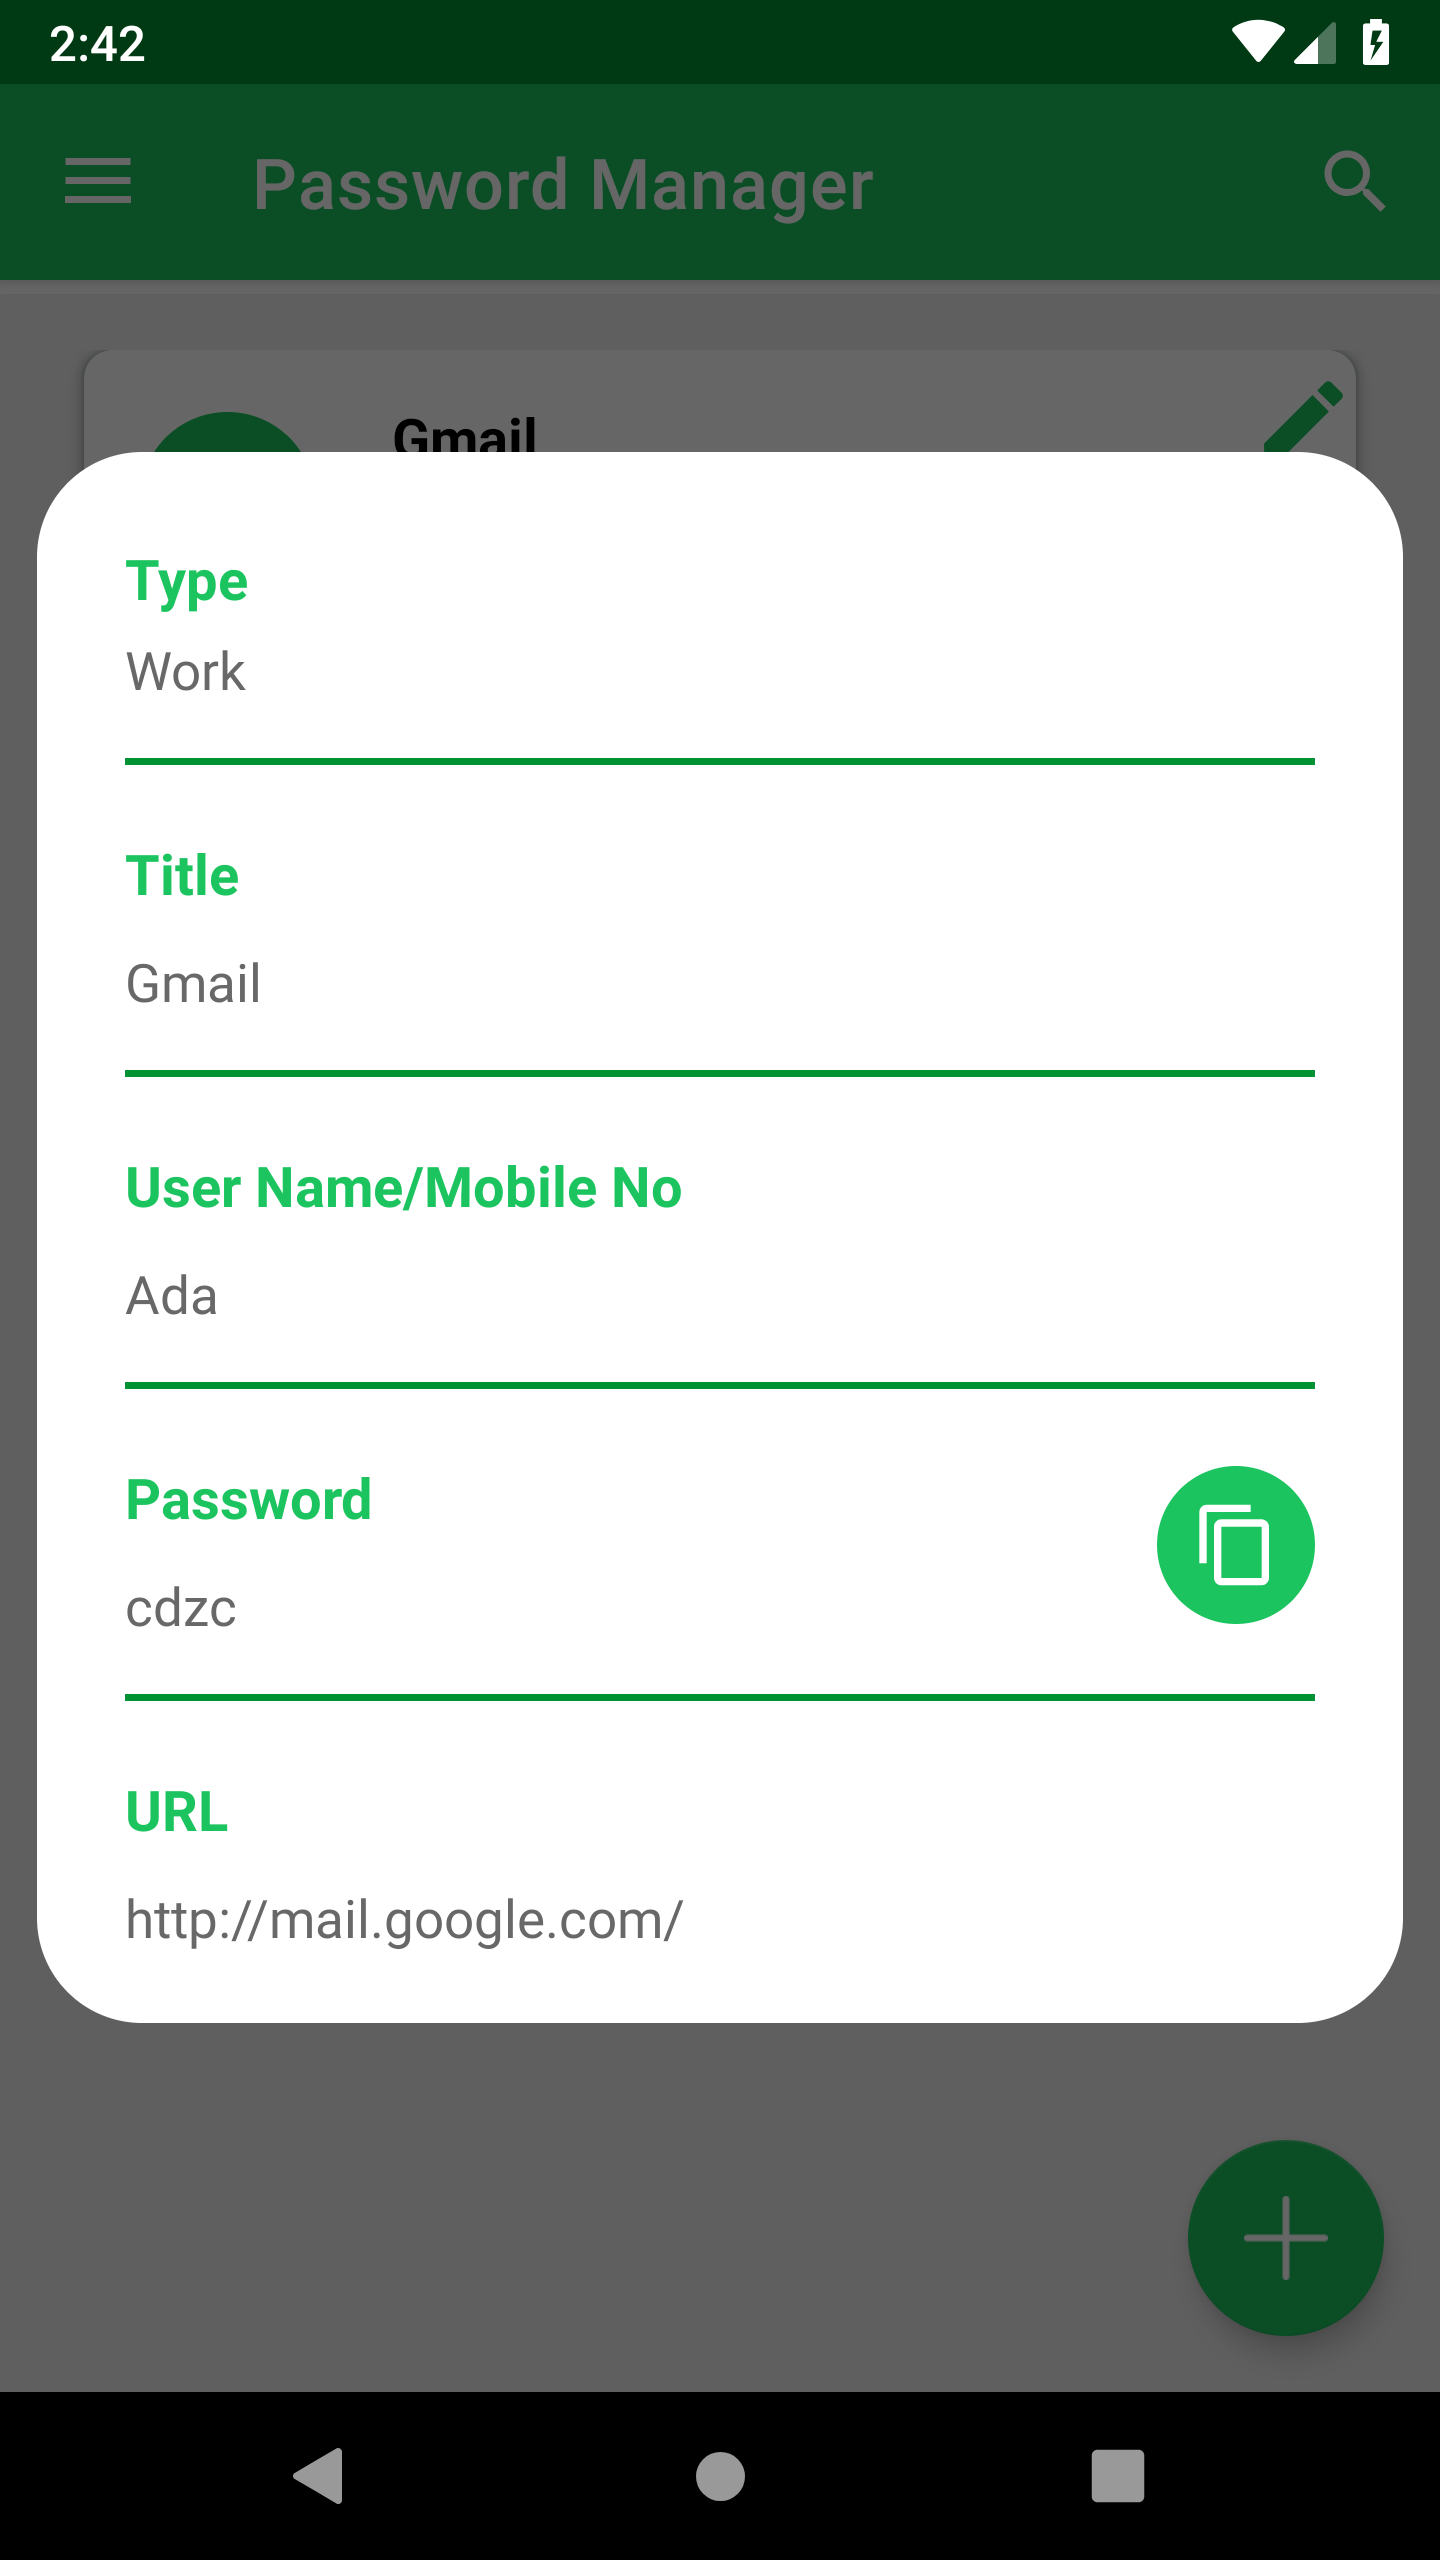 2:42
Password Manager
Gmail
Type
Work
Title
Gmail
User Name/Mobile No
Ada
Password
cdzc
URL
http://mail.google.com/